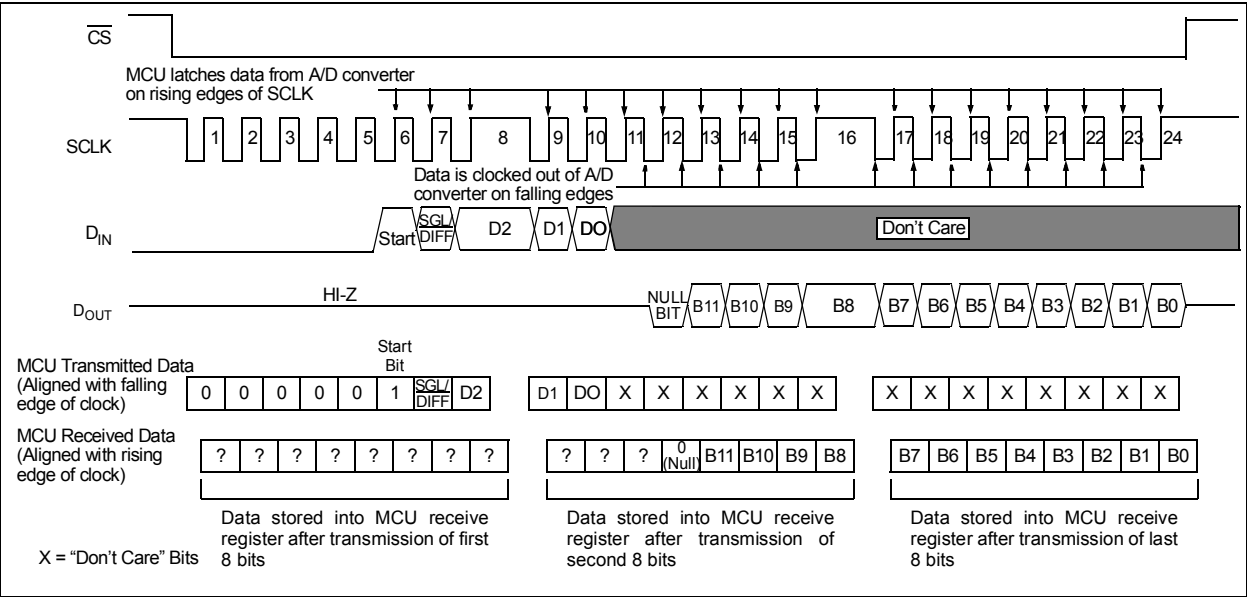 CS
MCU latches data from A/D converter
on rising edges of SCLK
SCLK
1 2 3 4 5 6 7 8 9 10 11 12 13 14 15 16 17 18 19 20 21 22 23 24
Data is clocked out of A/D
converter on falling edges
DIN
Start SGL/DIFF D2 D1 DO Don't Care
DOUT
HI-Z
NULL BIT B11 B10 B9 B8 B7 B6 B5 B4 B3 B2 B1 B0
Start
Bit
MCU Transmitted Data
(Aligned with falling
edge of clock)
0 0 0 0 0 1 SGL/DIFF D2 D1 DO X X X X X X X X X X X X X X
MCU Received Data
(Aligned with rising
edge of clock)
? ? ? ? ? ? ? ? ? ? ? 0 (Null) B11 B10 B9 B8 B7 B6 B5 B4 B3 B2 B1 B0
Data stored into MCU receive
register after transmission of first
8 bits
Data stored into MCU receive
register after transmission of
second 8 bits
Data stored into MCU receive
register after transmission of last
8 bits
X = "Don't Care" Bits